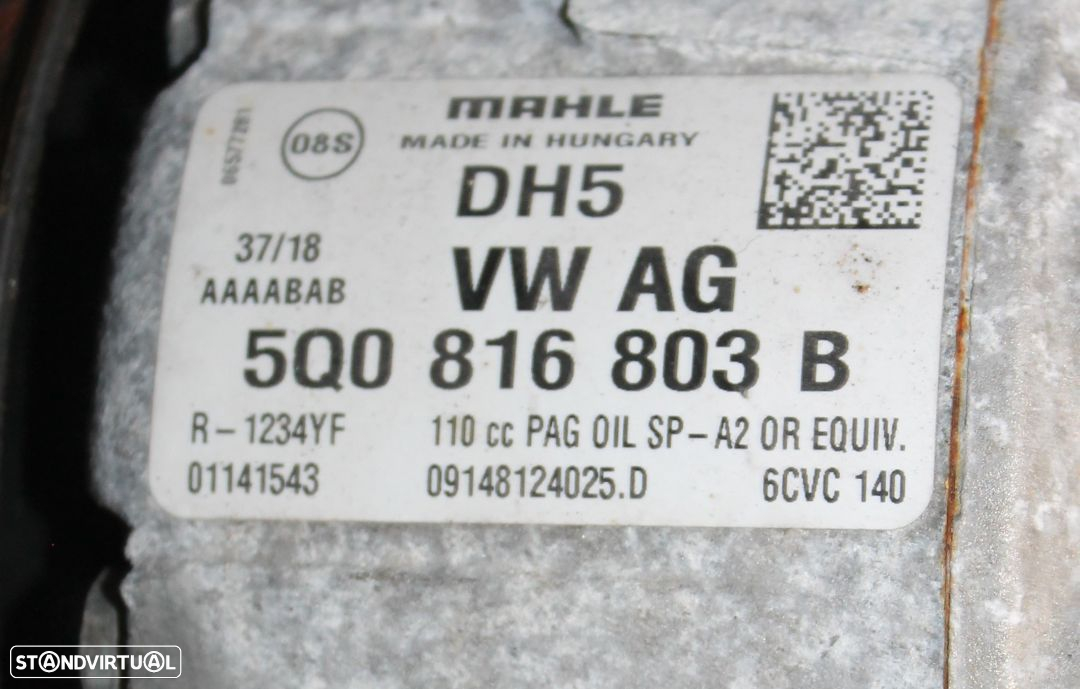 MAHLE
MADE IN HUNGARY
08S
DH5
37/18
AAAABAB
VW AG
5Q0 816 803 B
R-1234YF 110 cc PAG OIL SP-A2 OR EQUIV.
01141543 09148124025.D 6CVC 140
STANDVIRTUAL